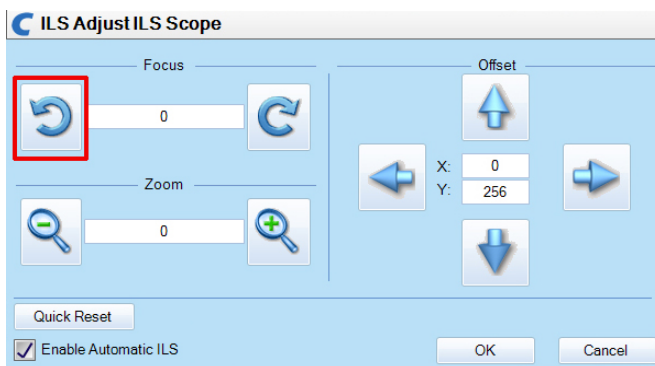 ILS Adjust ILS Scope
Focus
0
Zoom
0
Offset
X: 0
Y: 256
Quick Reset
Enable Automatic ILS
OK
Cancel